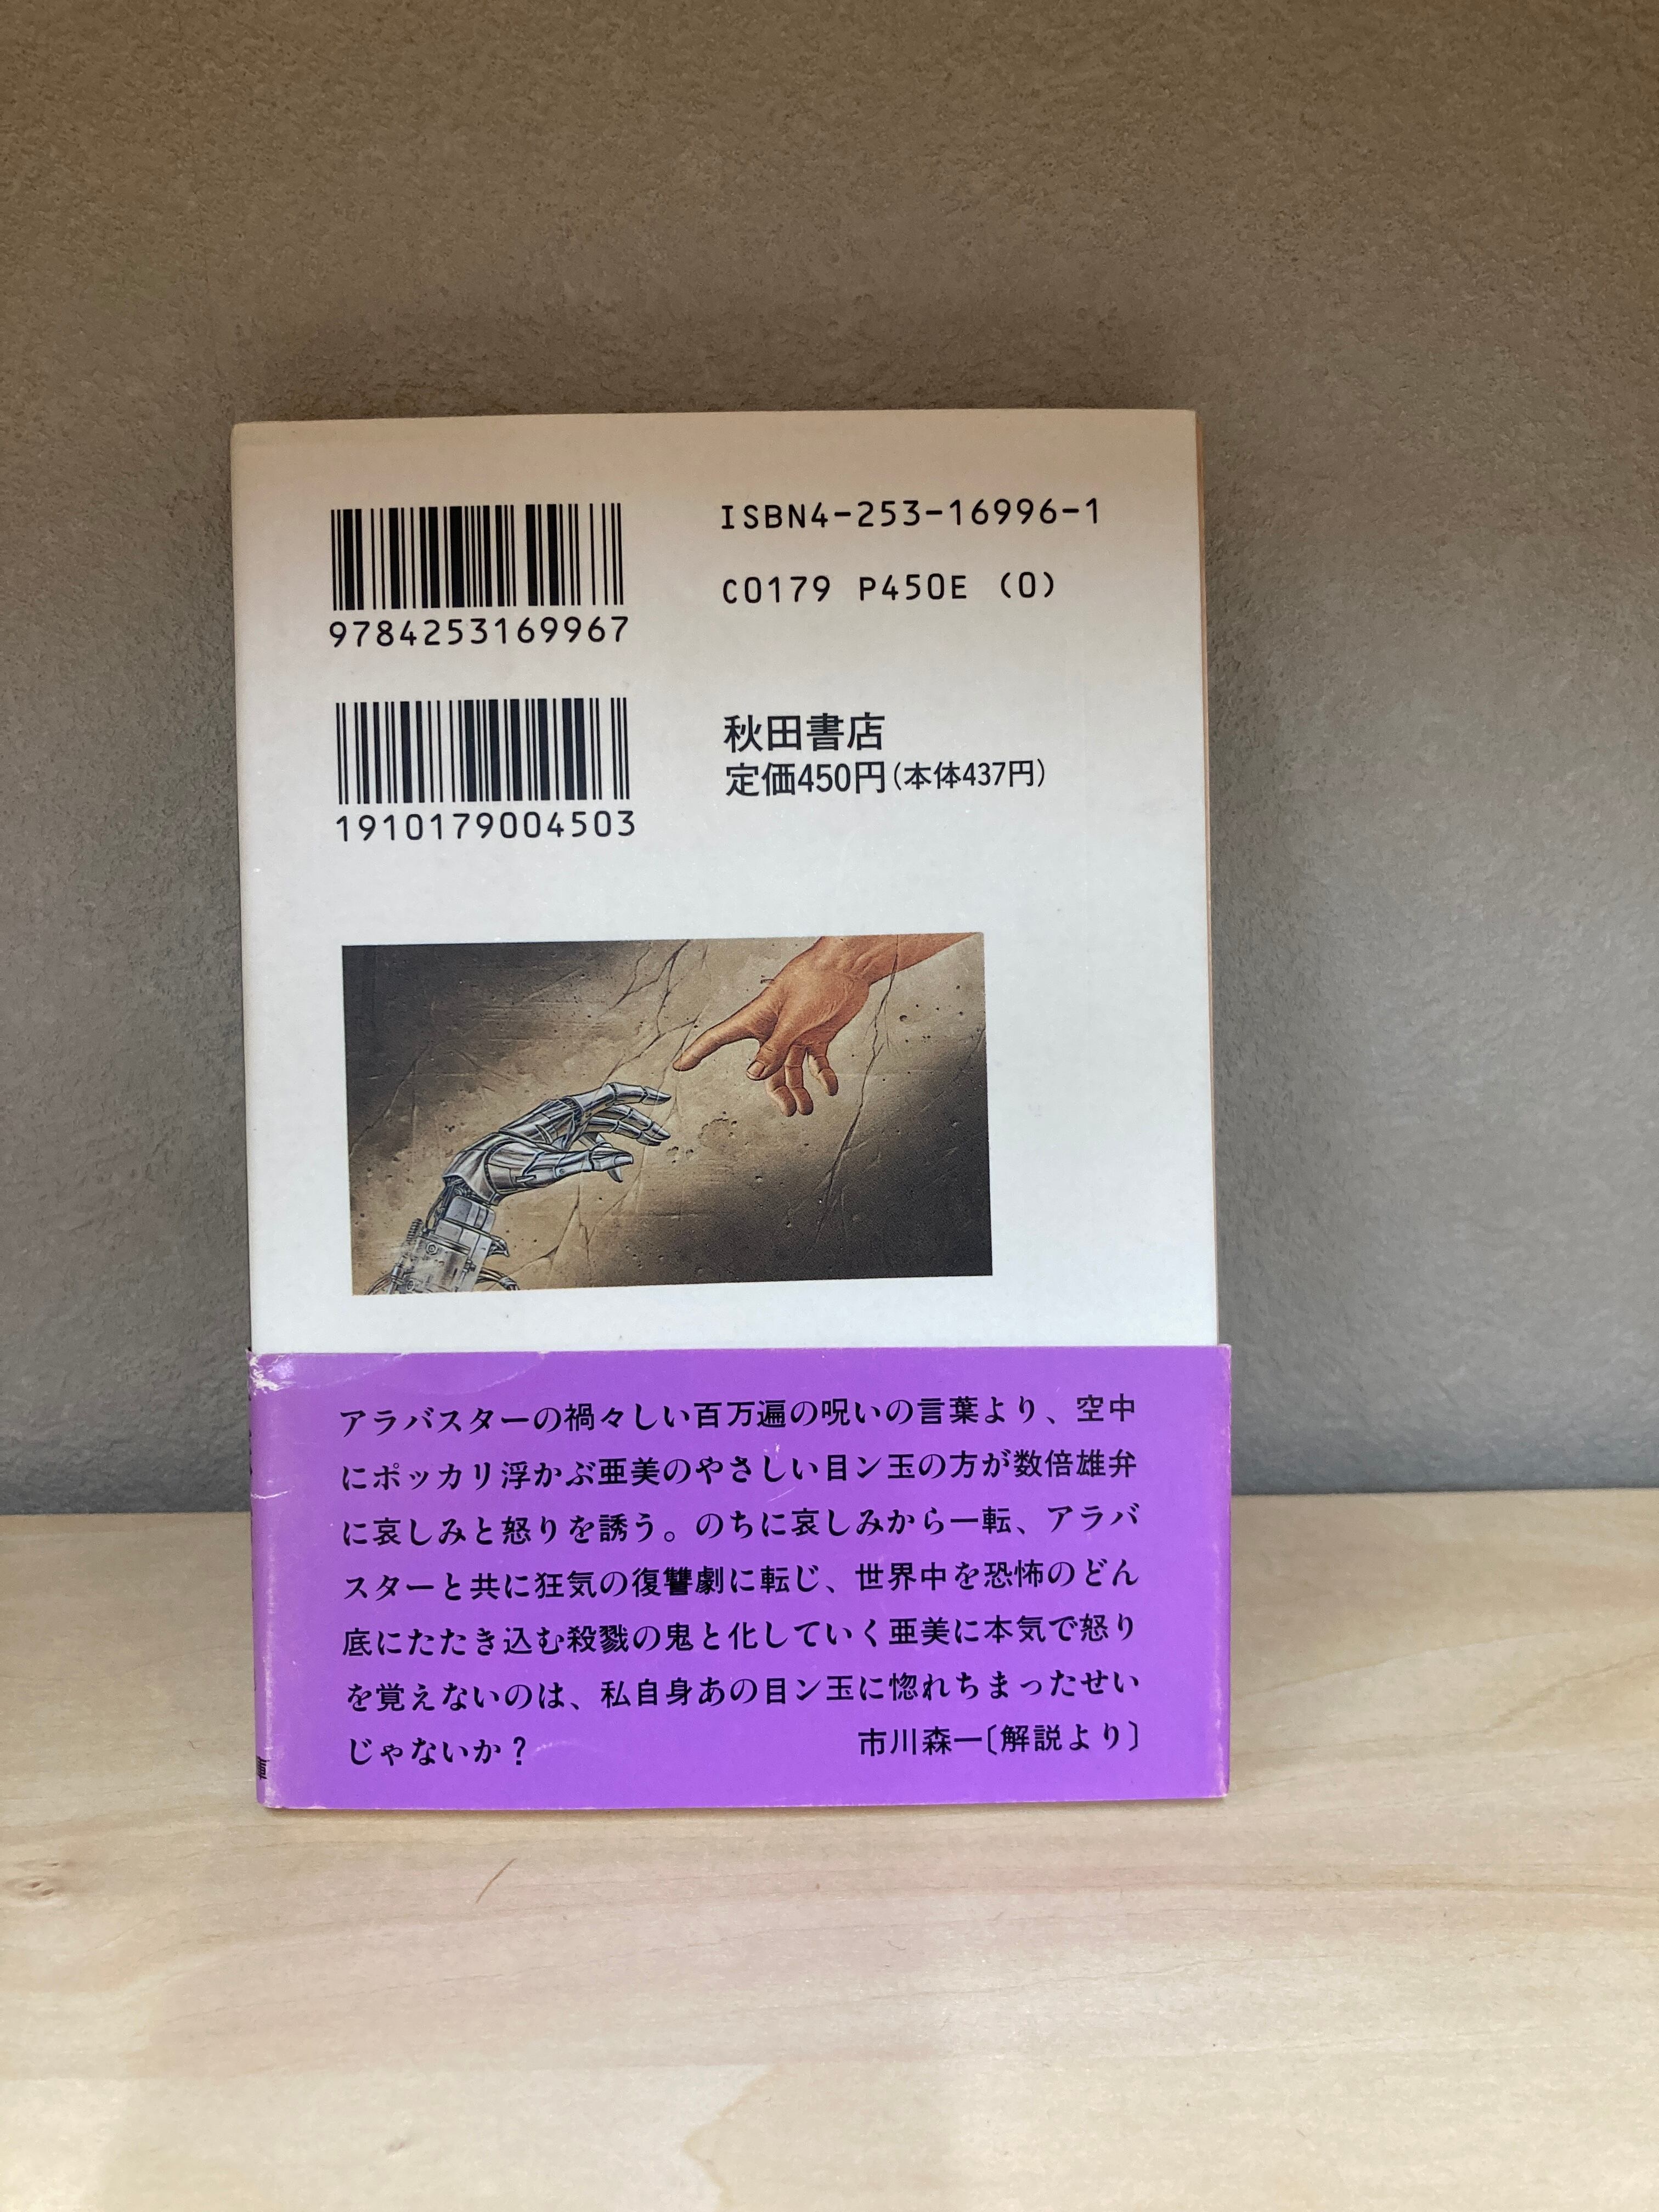 ISBN4-253-16996-1
C0179 P450E (0)
9784253169967
秋田書店
定価450円(本体437円)
1910179004503
アラバスターの禍々しい百万遍の呪いの言葉より、空中
にポッカリ浮かぶ亜美のやさしい目ン玉の方が数倍雄弁
に哀しみと怒りを誘う。のちに哀しみから一転、アラバ
スターと共に狂気の復讐劇に転じ、世界中を恐怖のどん
底にたたき込む殺戮の鬼と化していく亜美に本気で怒り
を覚えないのは、私自身あの目ン玉に惚れちまったせい
じゃないか？
市川森一〔解説より〕
庫